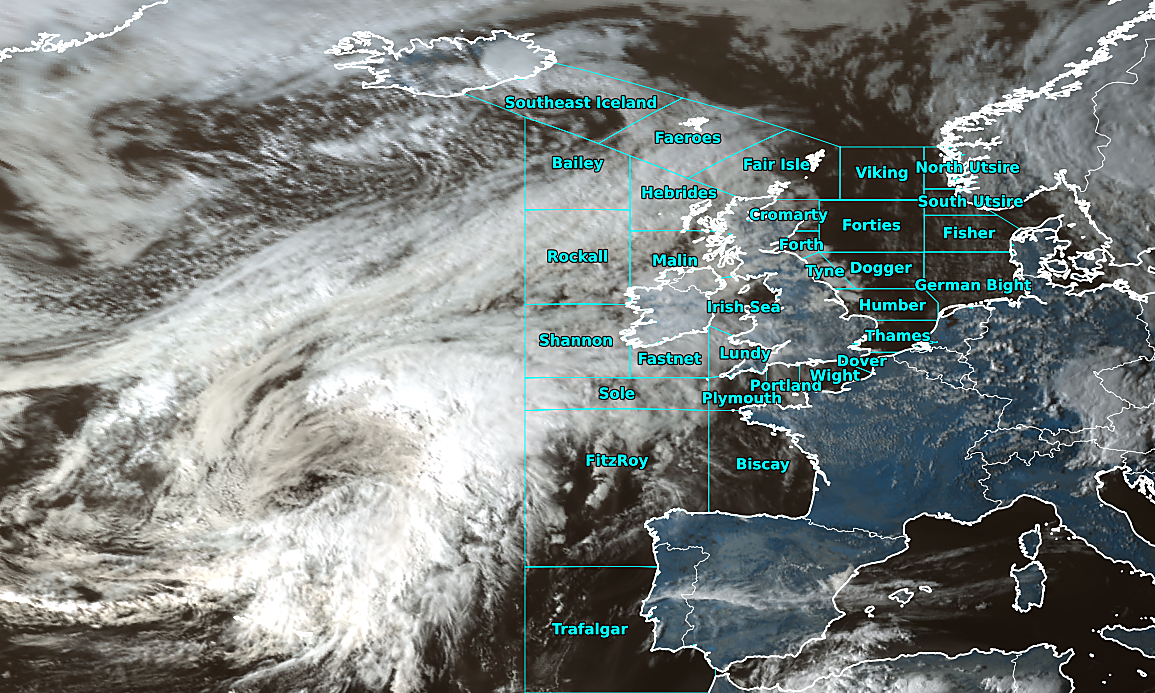 Southeast Iceland
Faeroes
Bailey
Fair Isle
Viking
North Utsire
Hebrides
South Utsire
Cromarty
Forties
Fisher
Forth
Rockall
Malin
Tyne
Dogger
German Bight
Irish Sea
Humber
Thames
Shannon
Fastnet
Lundy
Dover
Wight
Portland
Sole
Plymouth
FitzRoy
Biscay
Trafalgar